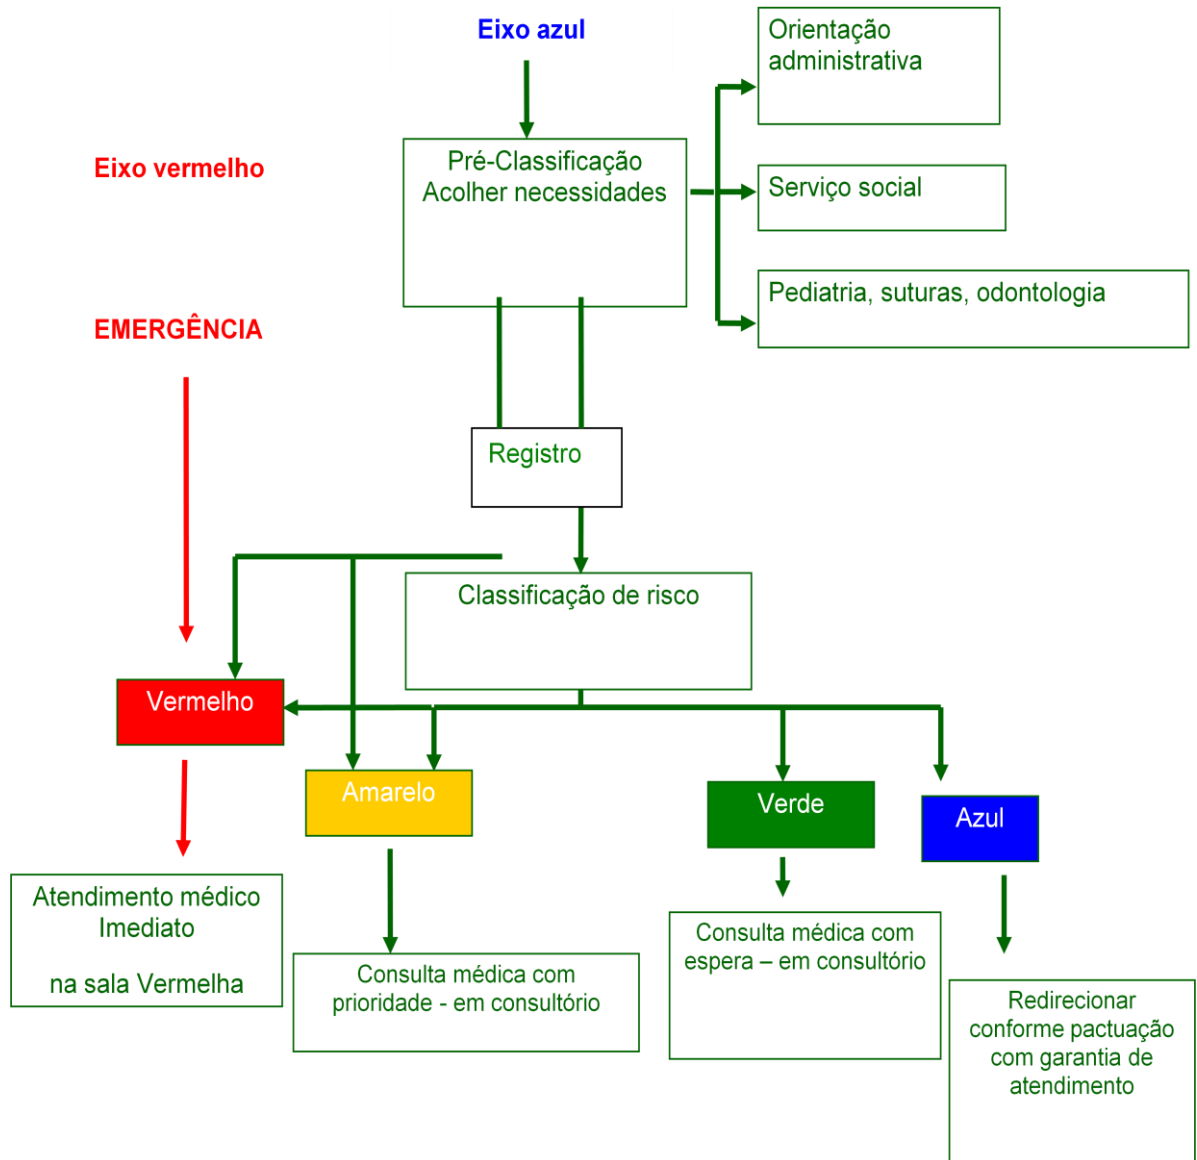 Eixo azul
Orientação
administrativa
Eixo vermelho
Pré-Classificação
Acolher necessidades
Serviço social
Pediatria, suturas, odontologia
EMERGÊNCIA
Registro
Classificação de risco
Vermelho
Amarelo
Verde
Azul
Atendimento médico
Imediato
na sala Vermelha
Consulta médica com
prioridade - em consultório
Consulta médica com
espera – em consultório
Redirecionar
conforme pactuação
com garantia de
atendimento